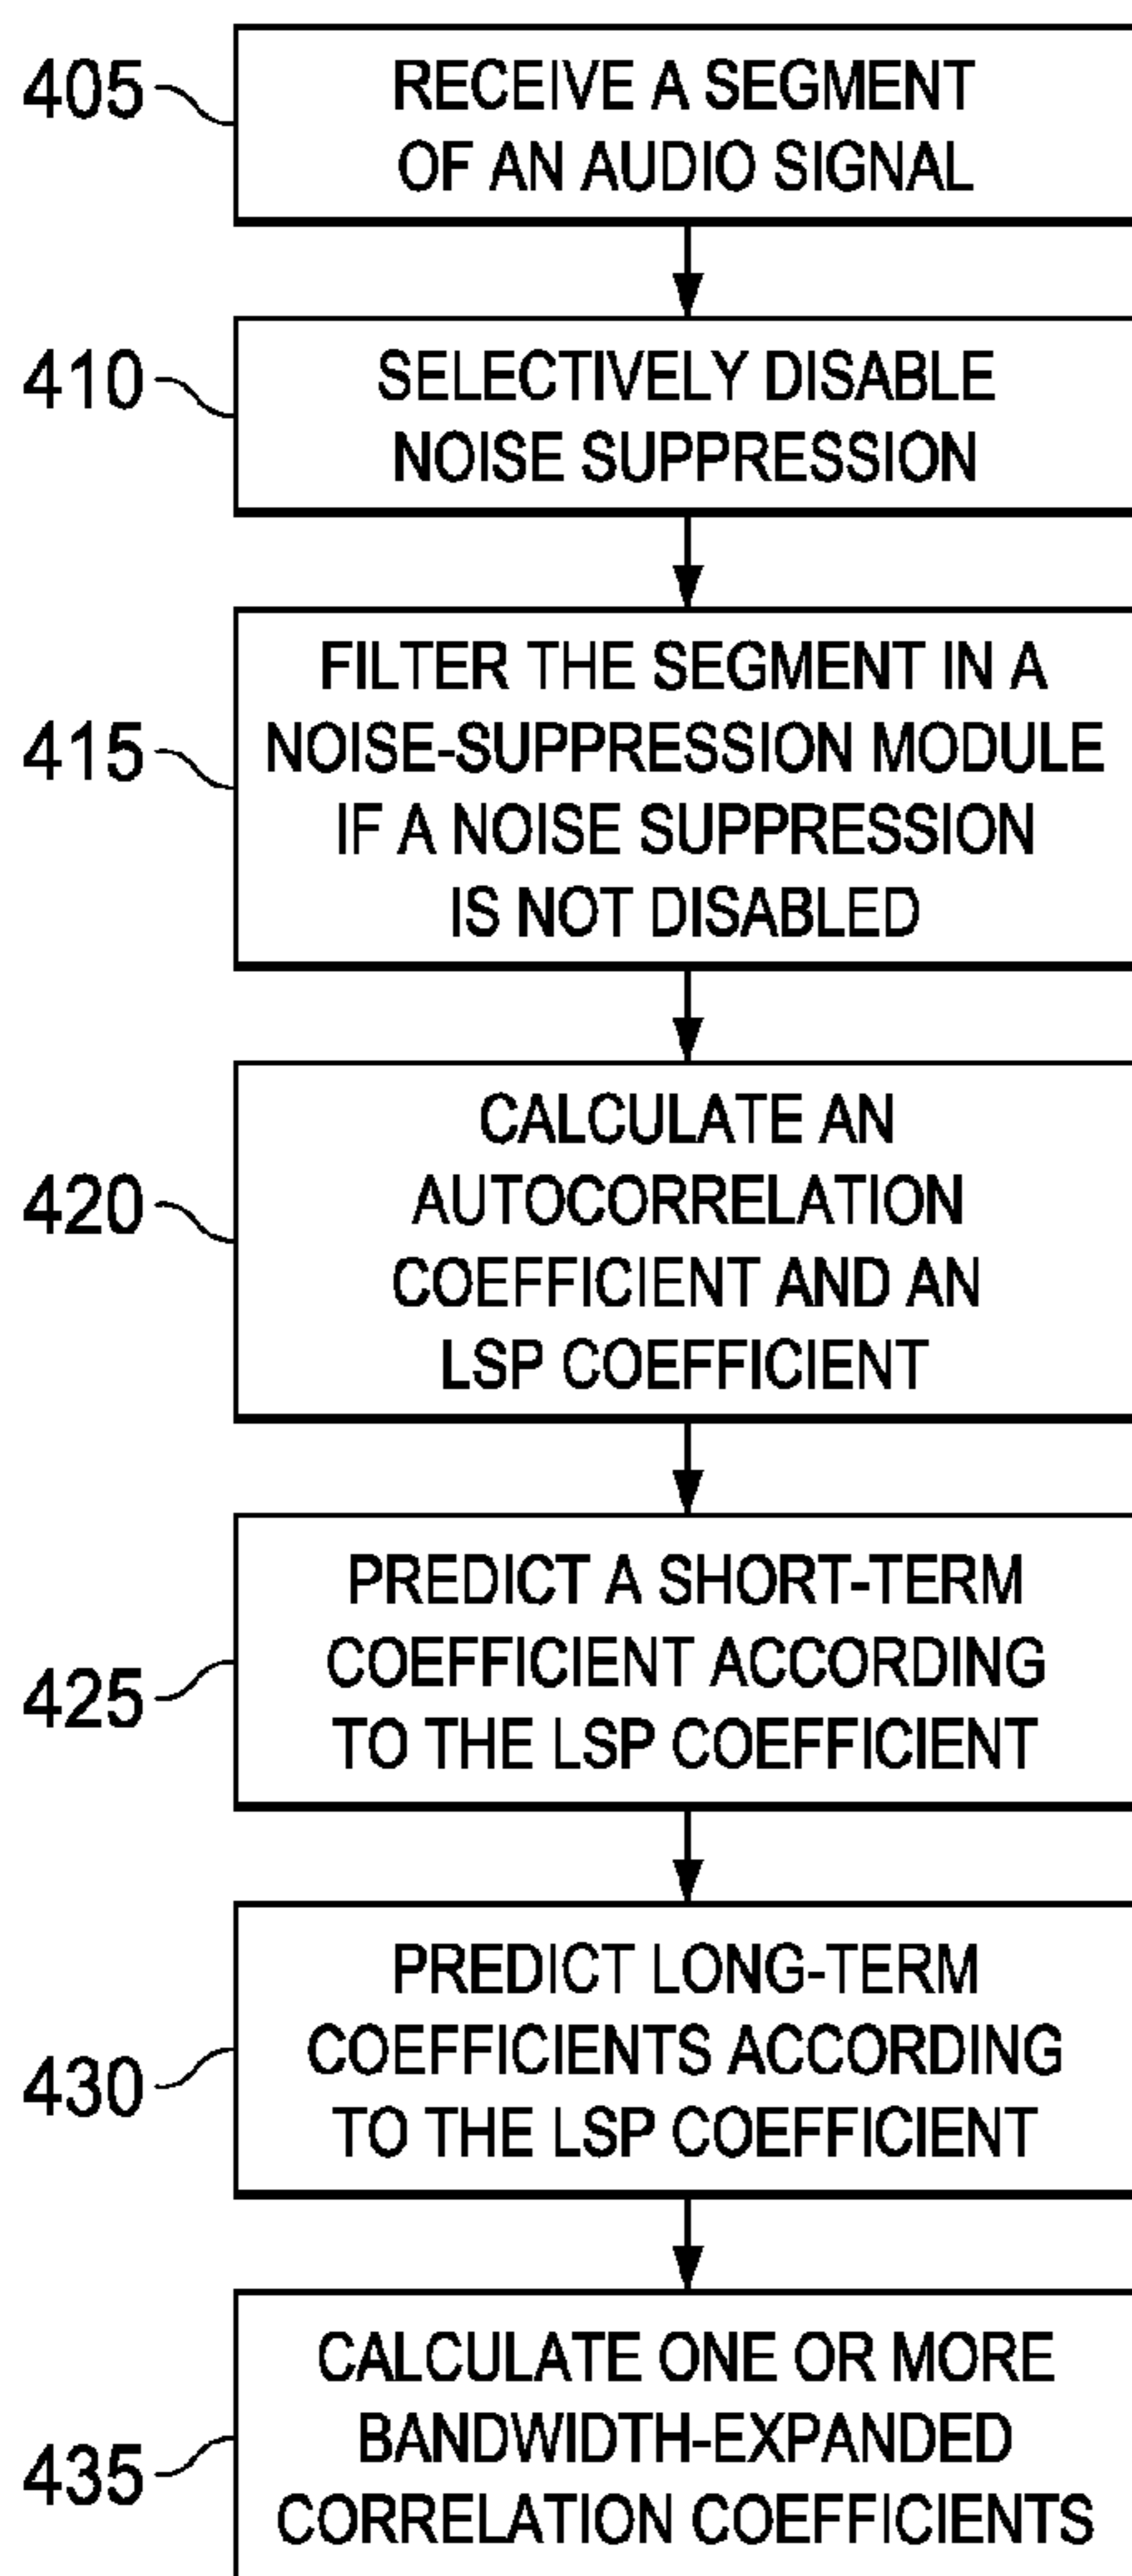 405
RECEIVE A SEGMENT
OF AN AUDIO SIGNAL
410
SELECTIVELY DISABLE
NOISE SUPPRESSION
415
FILTER THE SEGMENT IN A
NOISE-SUPPRESSION MODULE
IF A NOISE SUPPRESSION
IS NOT DISABLED
420
CALCULATE AN
AUTOCORRELATION
COEFFICIENT AND AN
LSP COEFFICIENT
425
PREDICT A SHORT-TERM
COEFFICIENT ACCORDING
TO THE LSP COEFFICIENT
430
PREDICT LONG-TERM
COEFFICIENTS ACCORDING
TO THE LSP COEFFICIENT
435
CALCULATE ONE OR MORE
BANDWIDTH-EXPANDED
CORRELATION COEFFICIENTS